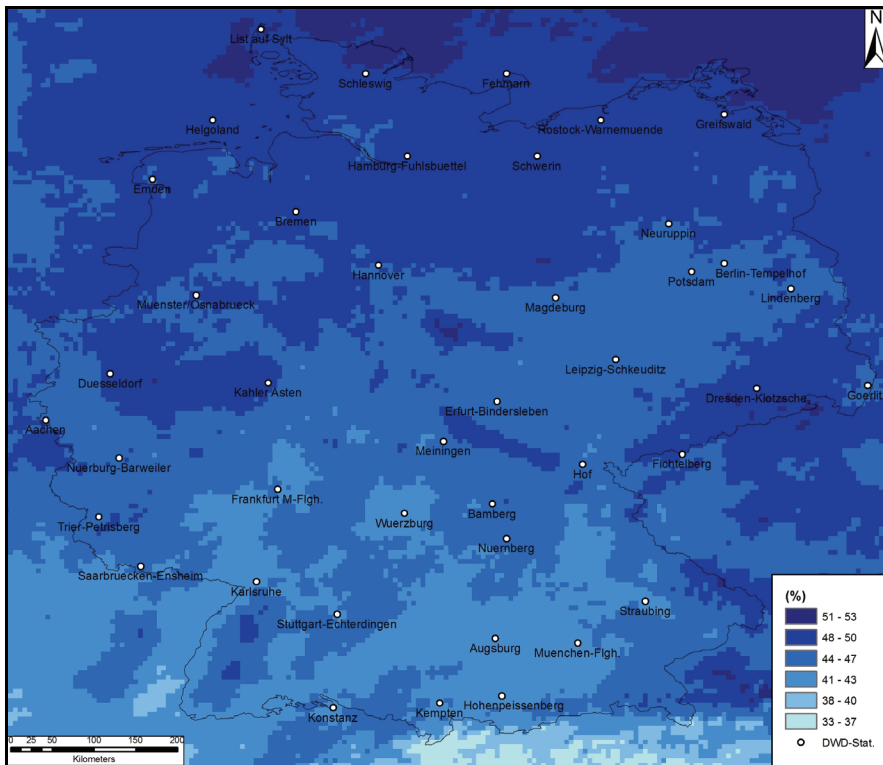 N
List auf Sylt
Schleswig
Fehmarn
Helgoland
Rostock-Warnemuende
Greifswald
Hamburg-Fuhlsbuettel
Schwerin
Emden
Bremen
Neuruppin
Hannover
Potsdam
Berlin-Tempelhof
Muenster/Osnabrueck
Magdeburg
Lindenberg
Duesseldorf
Kahler Asten
Leipzig-Schkeuditz
Dresden-Klotzsche
Goerlitz
Erfurt-Bindersleben
Aachen
Meiningen
Nuerburg-Barweiler
Hof
Fichtelberg
Frankfurt M-Flgh.
Wuerzburg
Bamberg
Trier-Petrisberg
Nuernberg
Saarbruecken-Ensheim
Karlsruhe
Stuttgart-Echterdingen
Straubing
Augsburg
Muenchen-Flgh.
Konstanz
Kempten
Hohenpeissenberg
(%)
51 - 53
48 - 50
44 - 47
41 - 43
38 - 40
33 - 37
DWD-Stat.
0 25 50 100 150 200
Kilometers